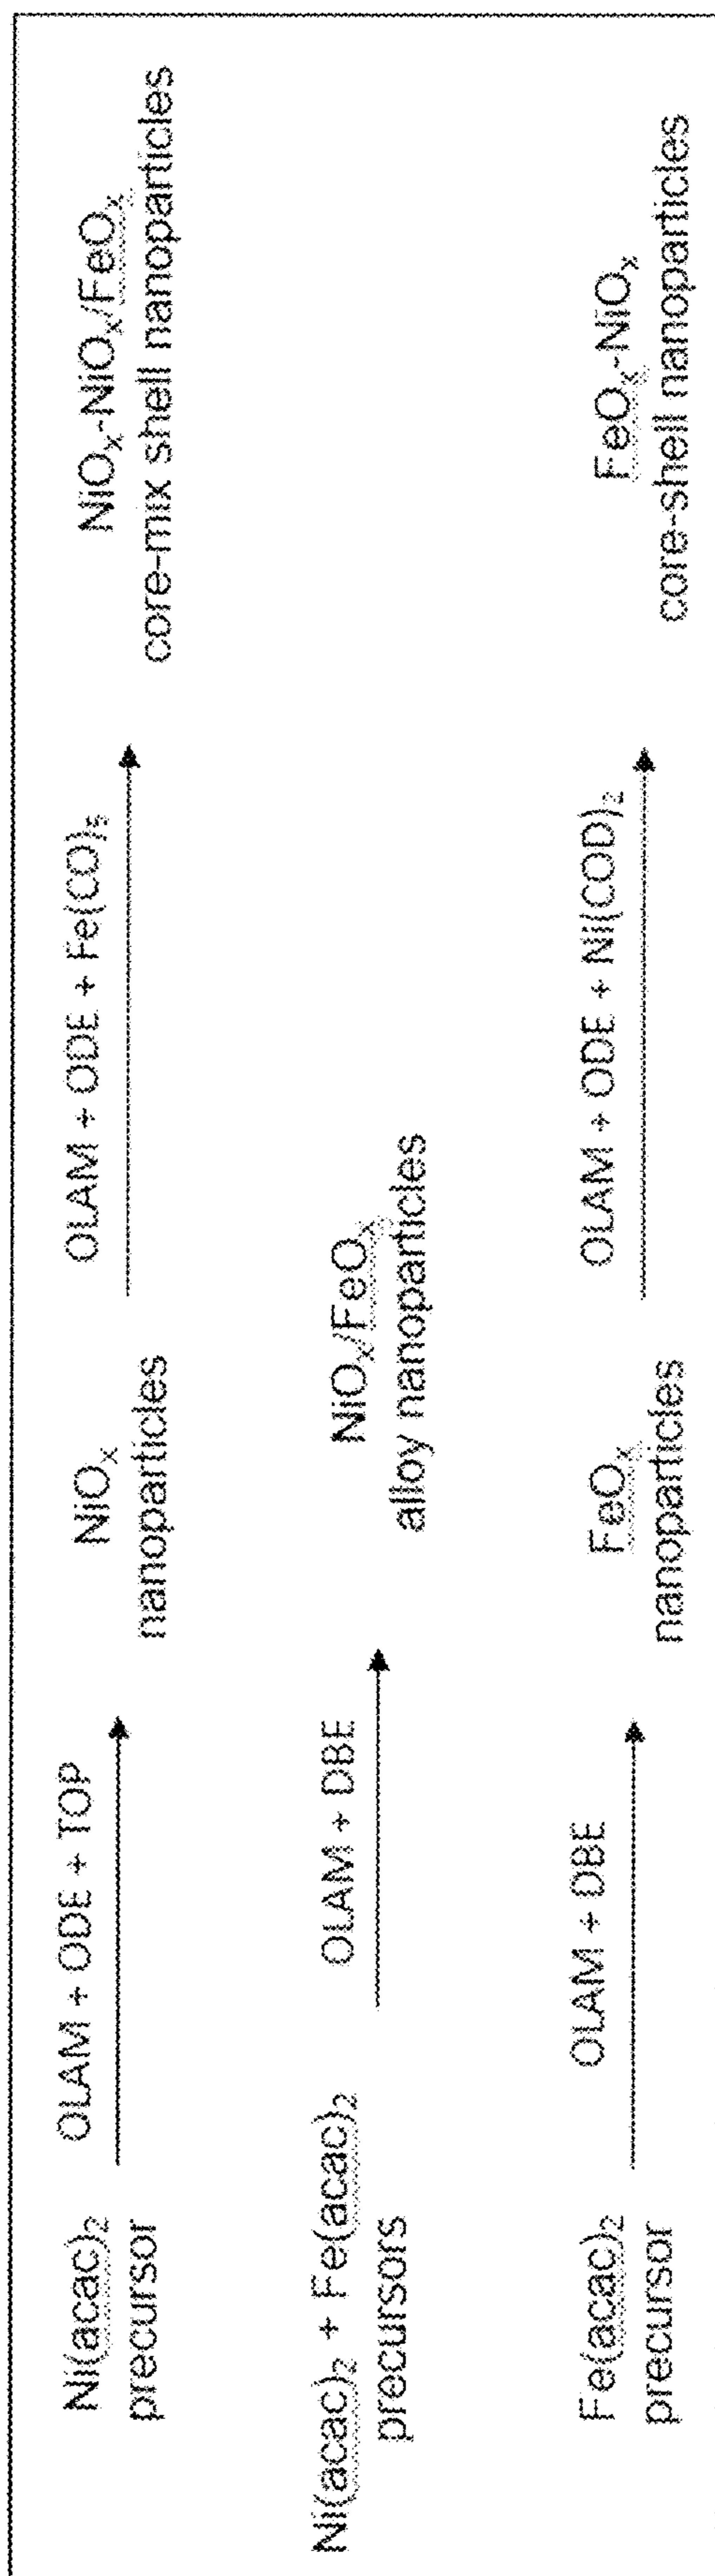 Ni(acac)₂
precursor
OLAM + ODE + TOP
NiOₓ
nanoparticles
OLAM + ODE + Fe(CO)₅
NiOₓ-NiOₓ/FeOₓ
core-mix shell nanoparticles
Ni(acac)₂ + Fe(acac)₂
precursors
OLAM + DBE
NiOₓ/FeOₓ
alloy nanoparticles
Fe(acac)₂
precursor
OLAM + DBE
FeOₓ
nanoparticles
OLAM + ODE + Ni(COD)₂
FeOₓ-NiOₓ
core-shell nanoparticles